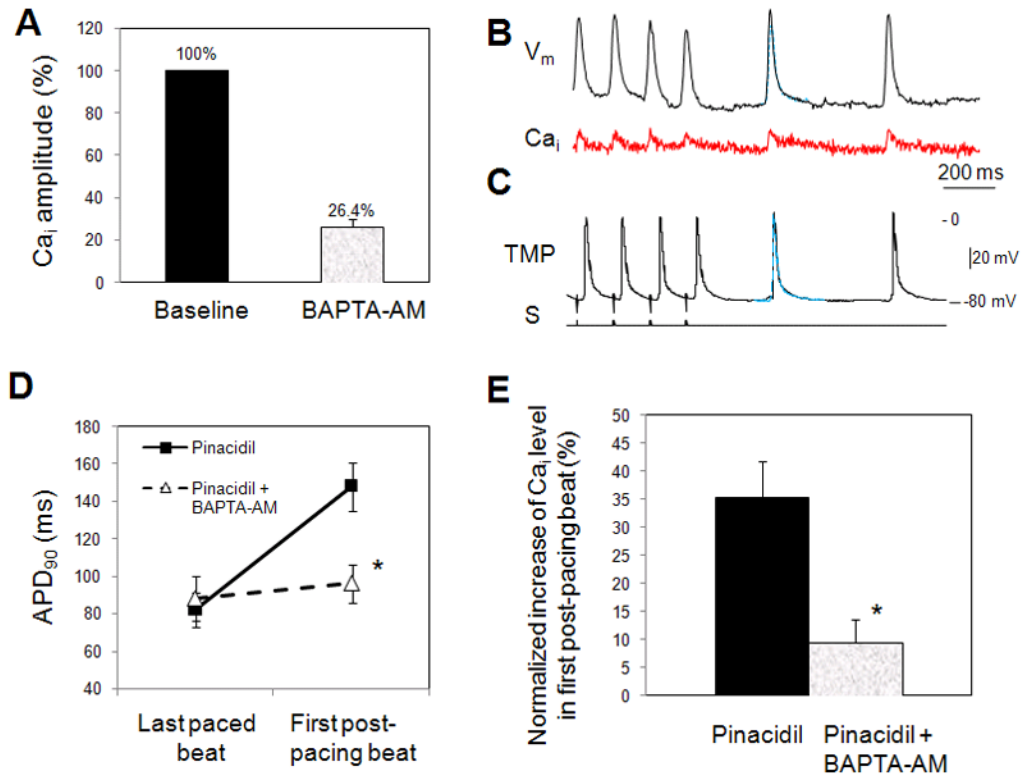 A
Ca_i amplitude (%)
120
100
80
60
40
20
0
100%
26.4%
Baseline
BAPTA-AM
B
V_m
Ca_i
200 ms
C
TMP
S
- 0
20 mV
-80 mV
D
APD_90 (ms)
180
160
140
120
100
80
60
40
Pinacidil
Pinacidil +
BAPTA-AM
*
Last paced
beat
First post-
pacing beat
E
Normalized increase of Ca_i level
in first post-pacing beat (%)
50
45
40
35
30
25
20
15
10
5
0
*
Pinacidil
Pinacidil +
BAPTA-AM